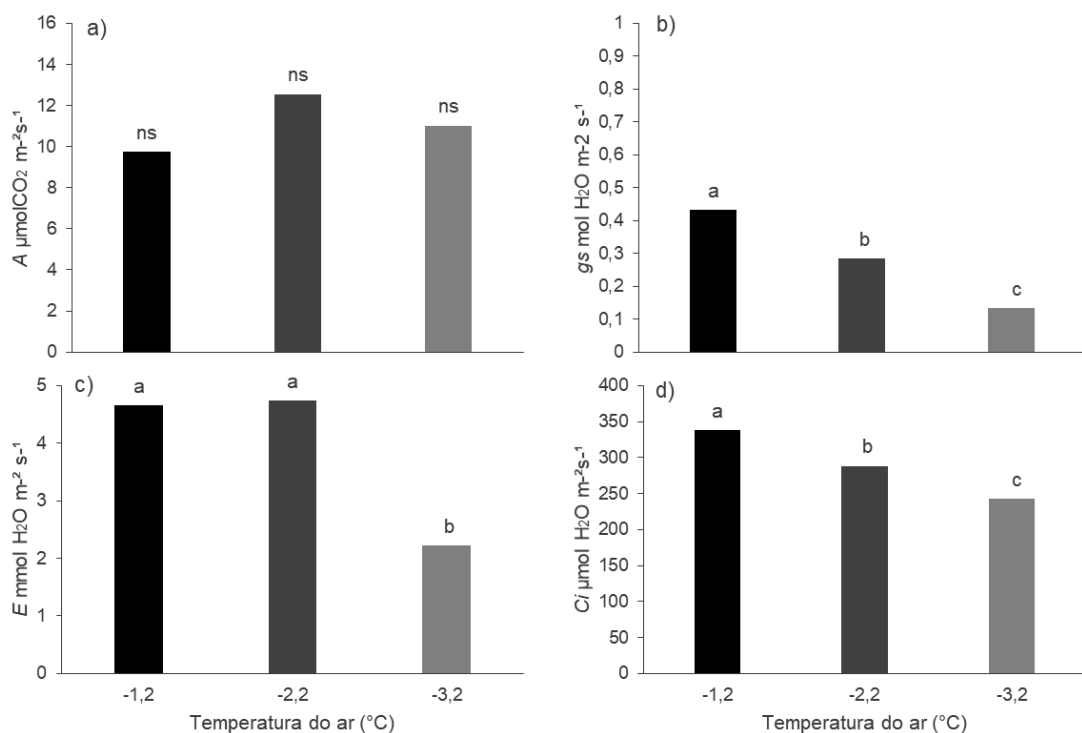 a)
A µmolCO₂ m-²s-¹
16
14
12
10
8
6
4
2
0
ns
ns
ns
b)
gs mol H₂O m-2 s-¹
1
0,9
0,8
0,7
0,6
0,5
0,4
0,3
0,2
0,1
0
a
b
c
c)
E mmol H₂O m-² s-¹
5
4
3
2
1
0
a
a
b
-1,2
-2,2
-3,2
Temperatura do ar (°C)
d)
Ci µmol H₂O m-²s-¹
400
350
300
250
200
150
100
50
0
a
b
c
-1,2
-2,2
-3,2
Temperatura do ar (°C)